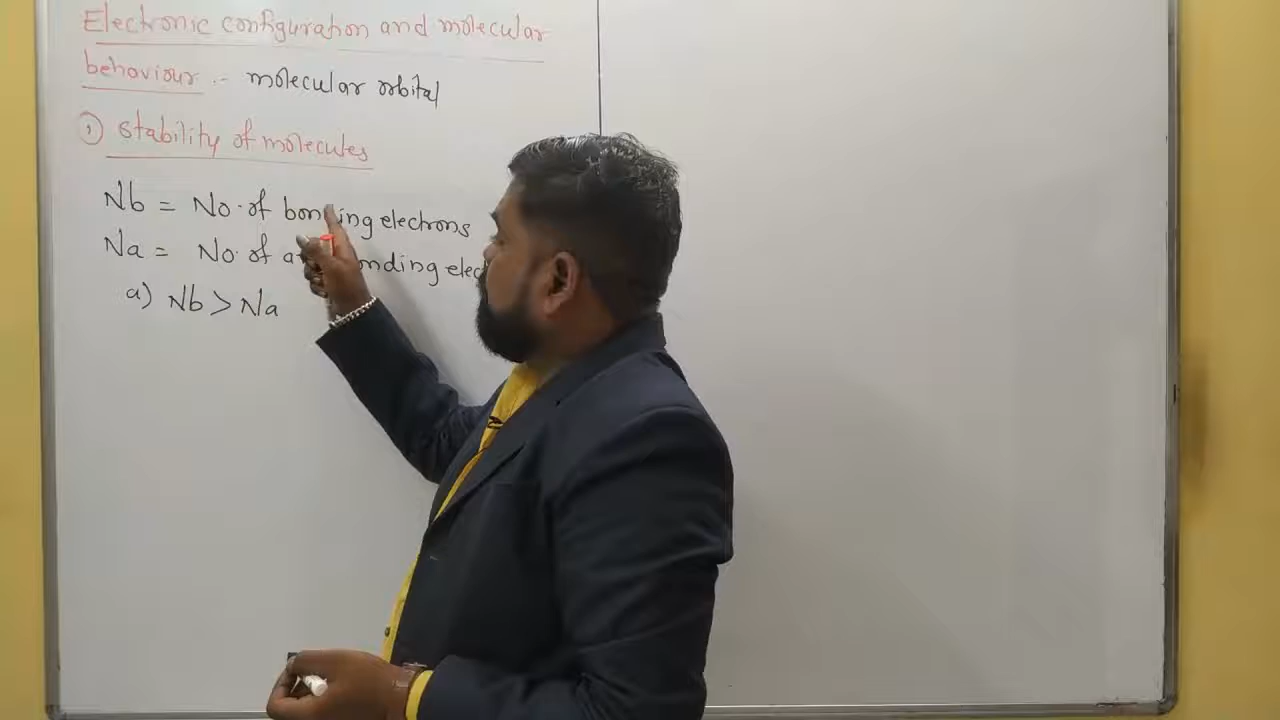 Electronic configuration and molecular
behaviour :- molecular orbital
① Stability of molecules
Nb = No. of bonding electrons
Na = No. of
a) Nb > Na